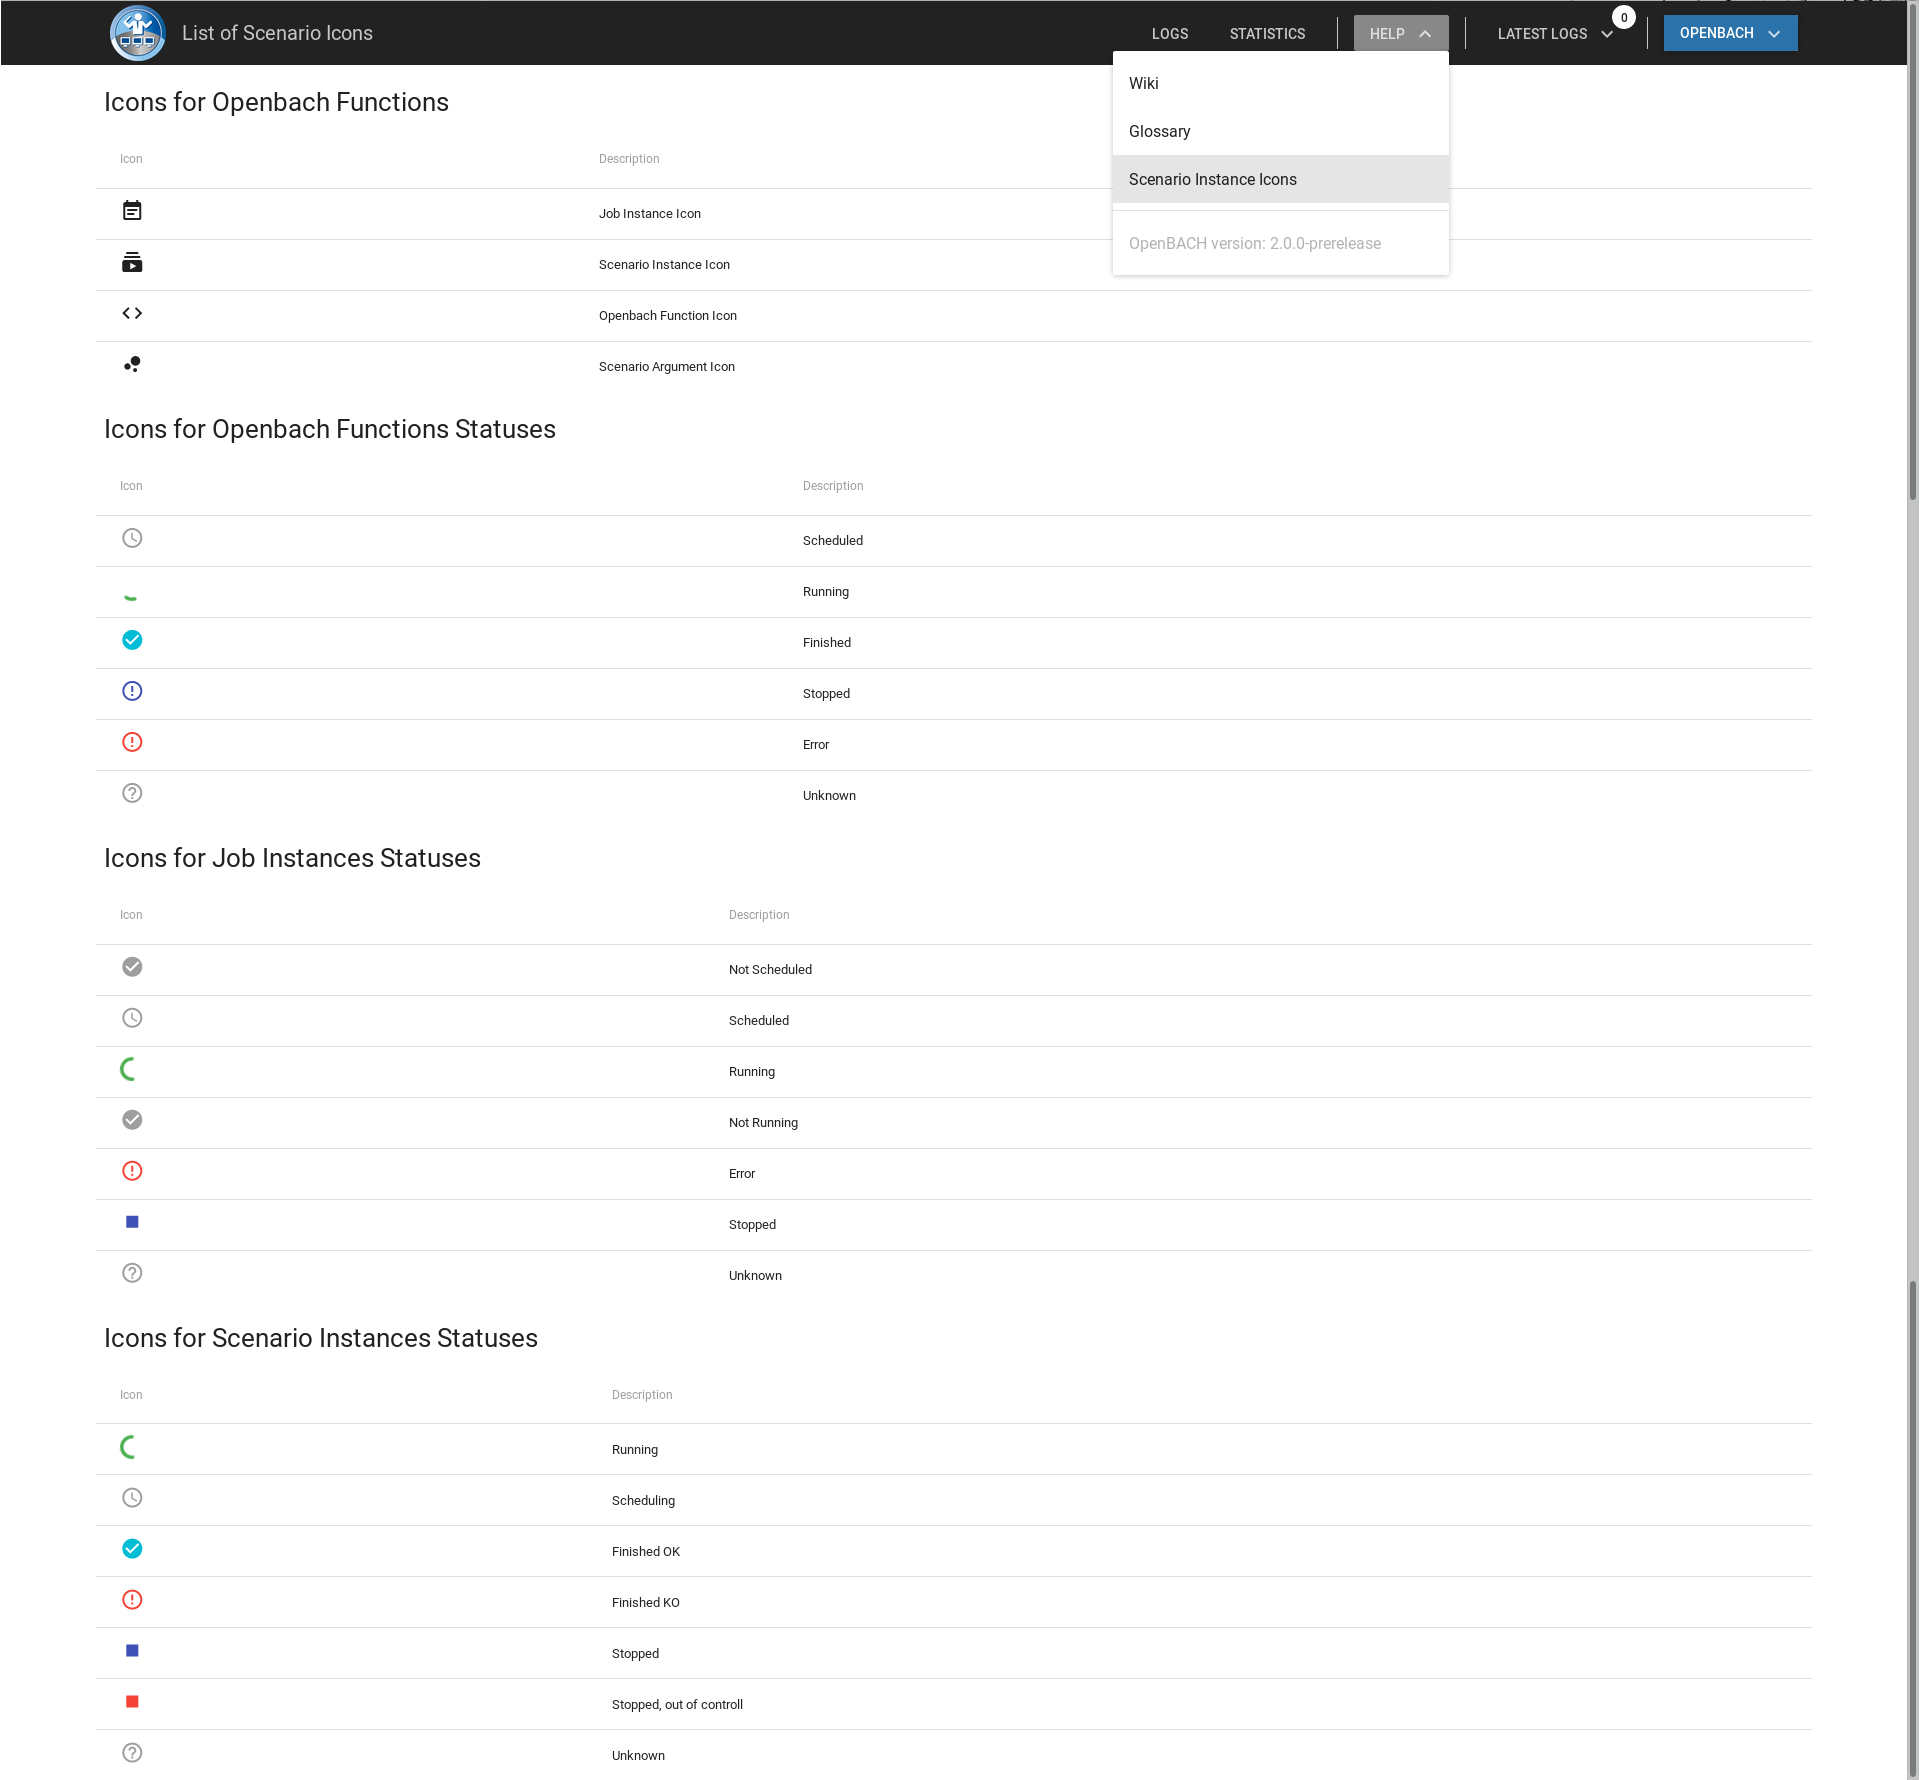 List of Scenario Icons
LOGS STATISTICS HELP LATEST LOGS 0 OPENBACH
Wiki
Glossary
Scenario Instance Icons
OpenBACH version: 2.0.0-prerelease
Icons for Openbach Functions
Icon Description
Job Instance Icon
Scenario Instance Icon
Openbach Function Icon
Scenario Argument Icon
Icons for Openbach Functions Statuses
Icon Description
Scheduled
Running
Finished
Stopped
Error
Unknown
Icons for Job Instances Statuses
Icon Description
Not Scheduled
Scheduled
Running
Not Running
Error
Stopped
Unknown
Icons for Scenario Instances Statuses
Icon Description
Running
Scheduling
Finished OK
Finished KO
Stopped
Stopped, out of controll
Unknown